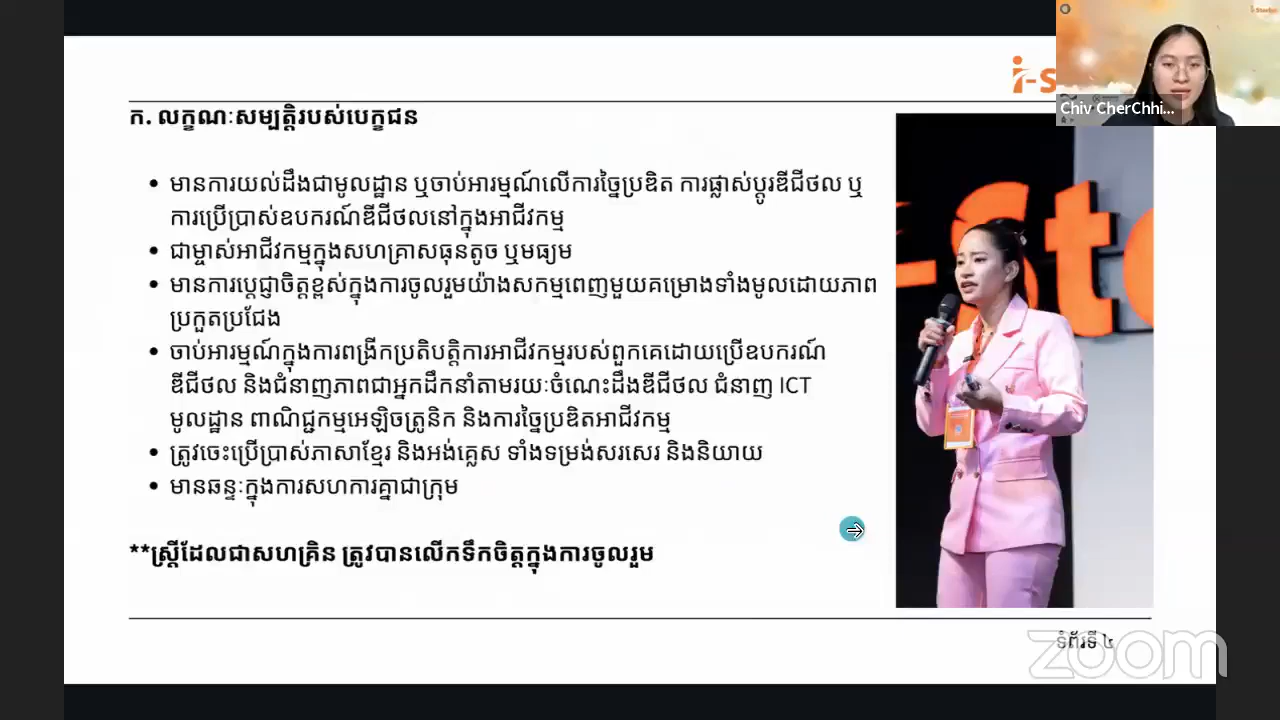 i-S
Chiv CherChhi...
ក. លក្ខណៈសម្បត្តិរបស់បេក្ខជន
• មានការយល់ដឹងជាមូលដ្ឋាន ឬចាប់អារម្មណ៍លើការច្នៃប្រឌិត ការផ្លាស់ប្តូរឌីជីថល ឬ
ការប្រើប្រាស់ឧបករណ៍ឌីជីថលនៅក្នុងអាជីវកម្ម
• ជាម្ចាស់អាជីវកម្មក្នុងសហគ្រាសធុនតូច ឬមធ្យម
• មានការប្តេជ្ញាចិត្តខ្ពស់ក្នុងការចូលរួមយ៉ាងសកម្មពេញមួយគម្រោងទាំងមូលដោយភាព
ប្រកួតប្រជែង
• ចាប់អារម្មណ៍ក្នុងការពង្រីកប្រតិបត្តិការអាជីវកម្មរបស់ពួកគេដោយប្រើឧបករណ៍
ឌីជីថល និងជំនាញភាពជាអ្នកដឹកនាំតាមរយៈចំណេះដឹងឌីជីថល ជំនាញ ICT
មូលដ្ឋាន ពាណិជ្ជកម្មអេឡិចត្រូនិក និងការច្នៃប្រឌិតអាជីវកម្ម
• ត្រូវចេះប្រើប្រាស់ភាសាខ្មែរ និងអង់គ្លេស ទាំងទម្រង់សរសេរ និងនិយាយ
• មានឆន្ទៈក្នុងការសហការគ្នាជាក្រុម
**ស្ត្រីដែលជាសហគ្រិន ត្រូវបានលើកទឹកចិត្តក្នុងការចូលរួម
-Sto
ទំព័រទី ៤
zoom